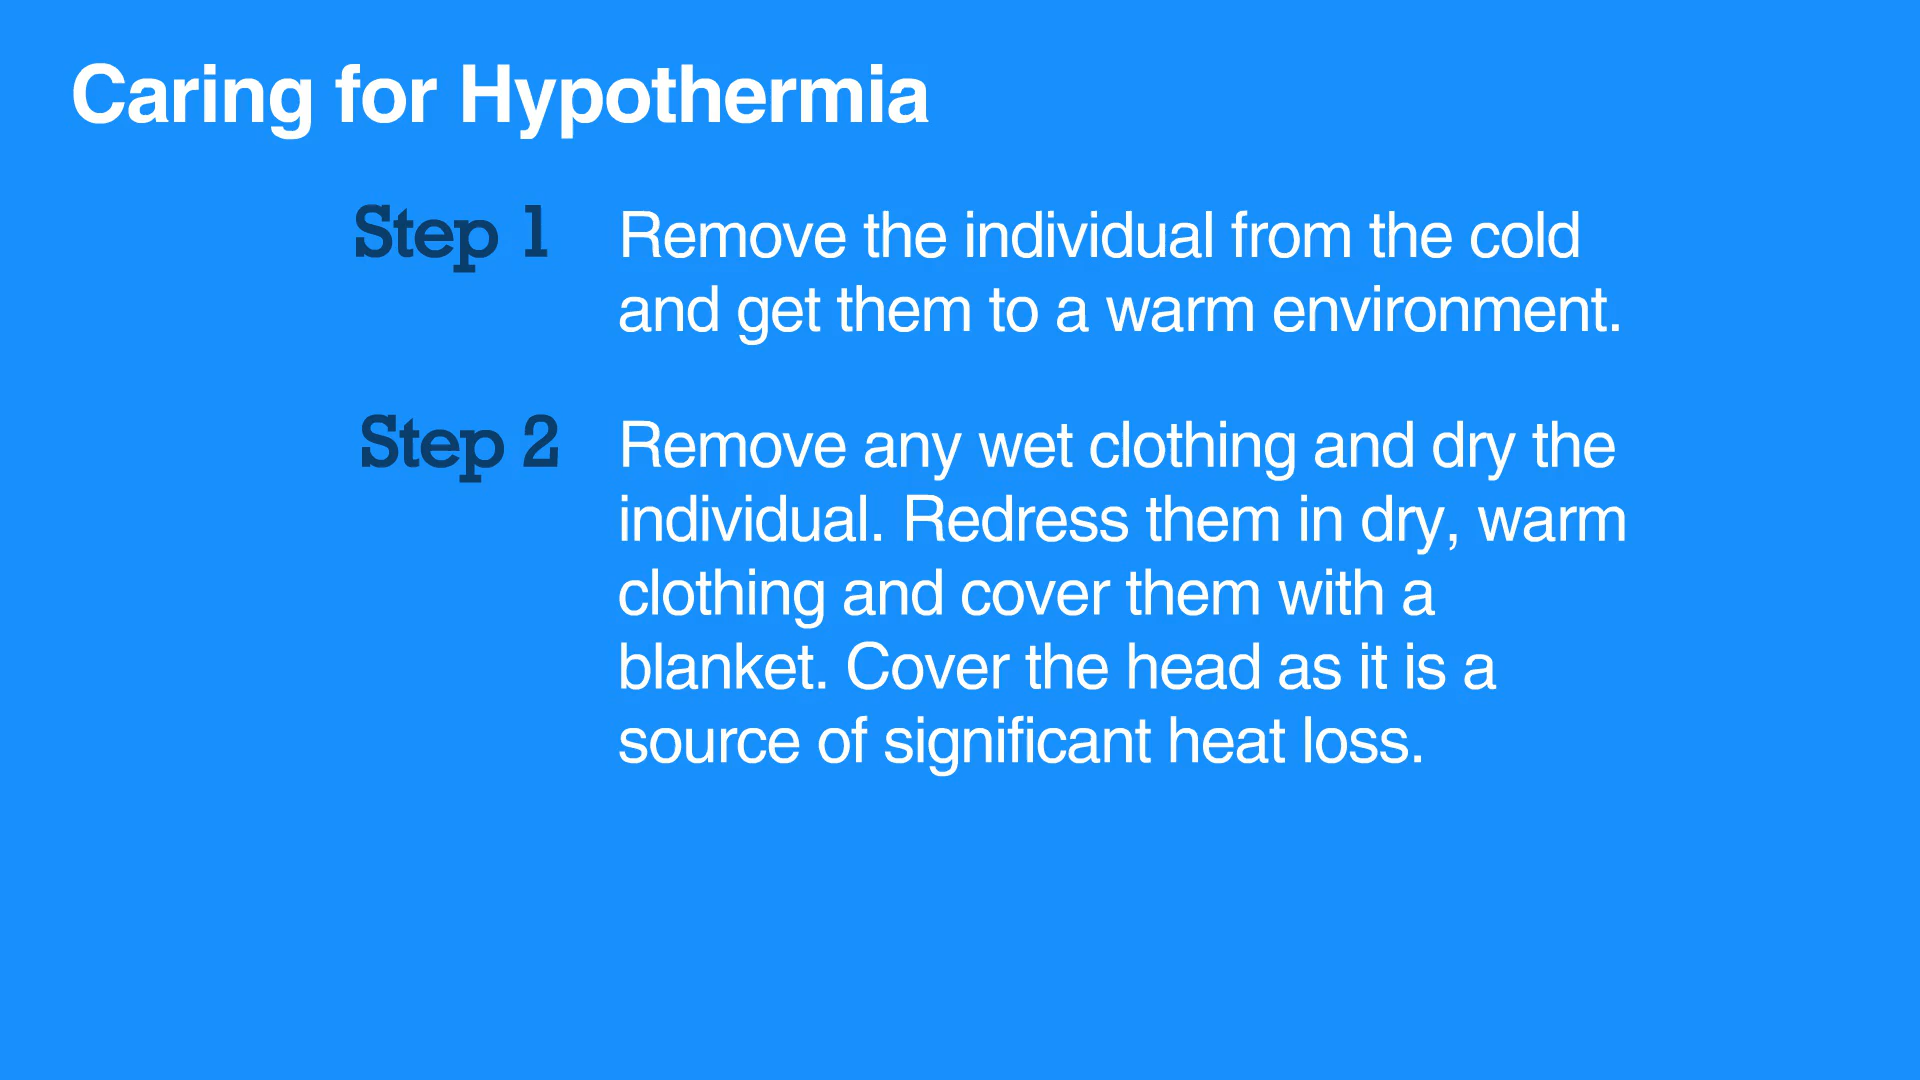 Caring for Hypothermia
Step 1 Remove the individual from the cold
and get them to a warm environment.
Step 2 Remove any wet clothing and dry the
individual. Redress them in dry, warm
clothing and cover them with a
blanket. Cover the head as it is a
source of significant heat loss.